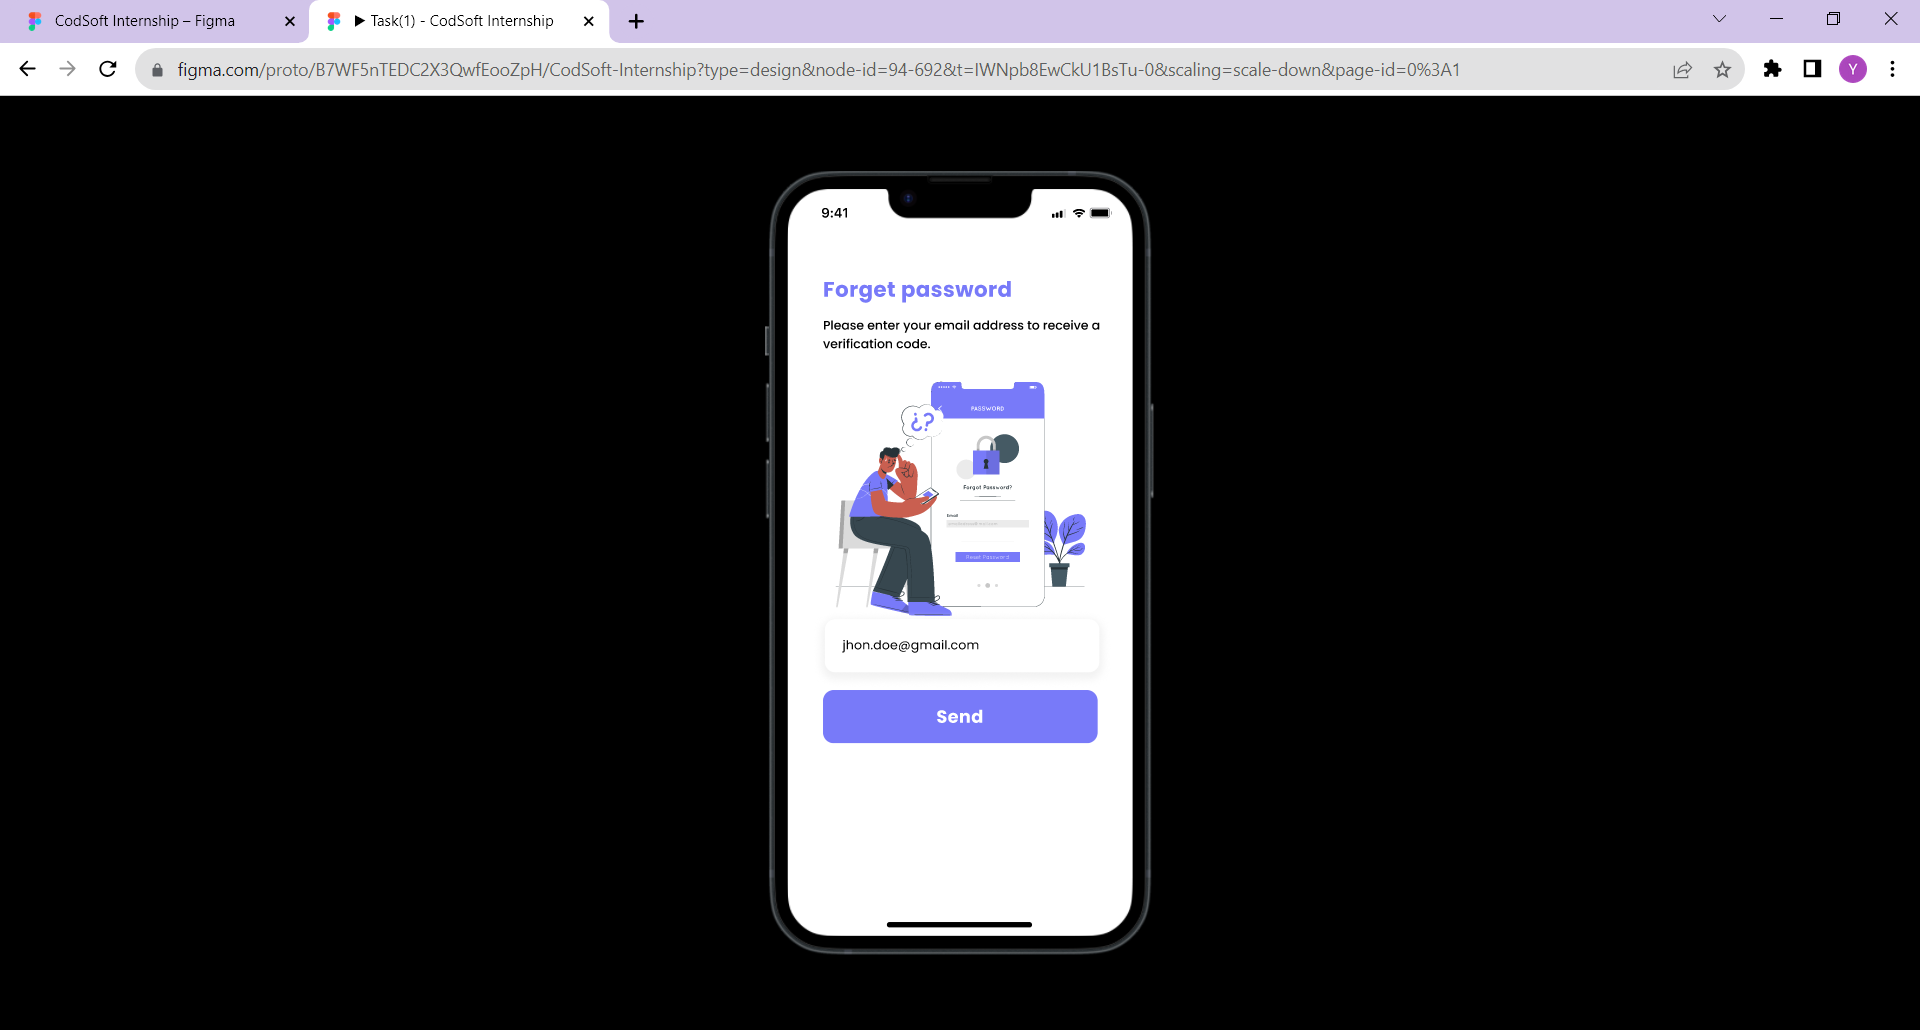 CodSoft Internship – Figma
Task(1) - CodSoft Internship
figma.com/proto/B7WF5nTEDC2X3QwfEooZpH/CodSoft-Internship?type=design&node-id=94-692&t=IWNpb8EwCkU1BsTu-0&scaling=scale-down&page-id=0%3A1
Y
9:41
Forget password
Please enter your email address to receive a
verification code.
PASSWORD
¿?
Forgot Password?
Email
Reset Password
jhon.doe@gmail.com
Send